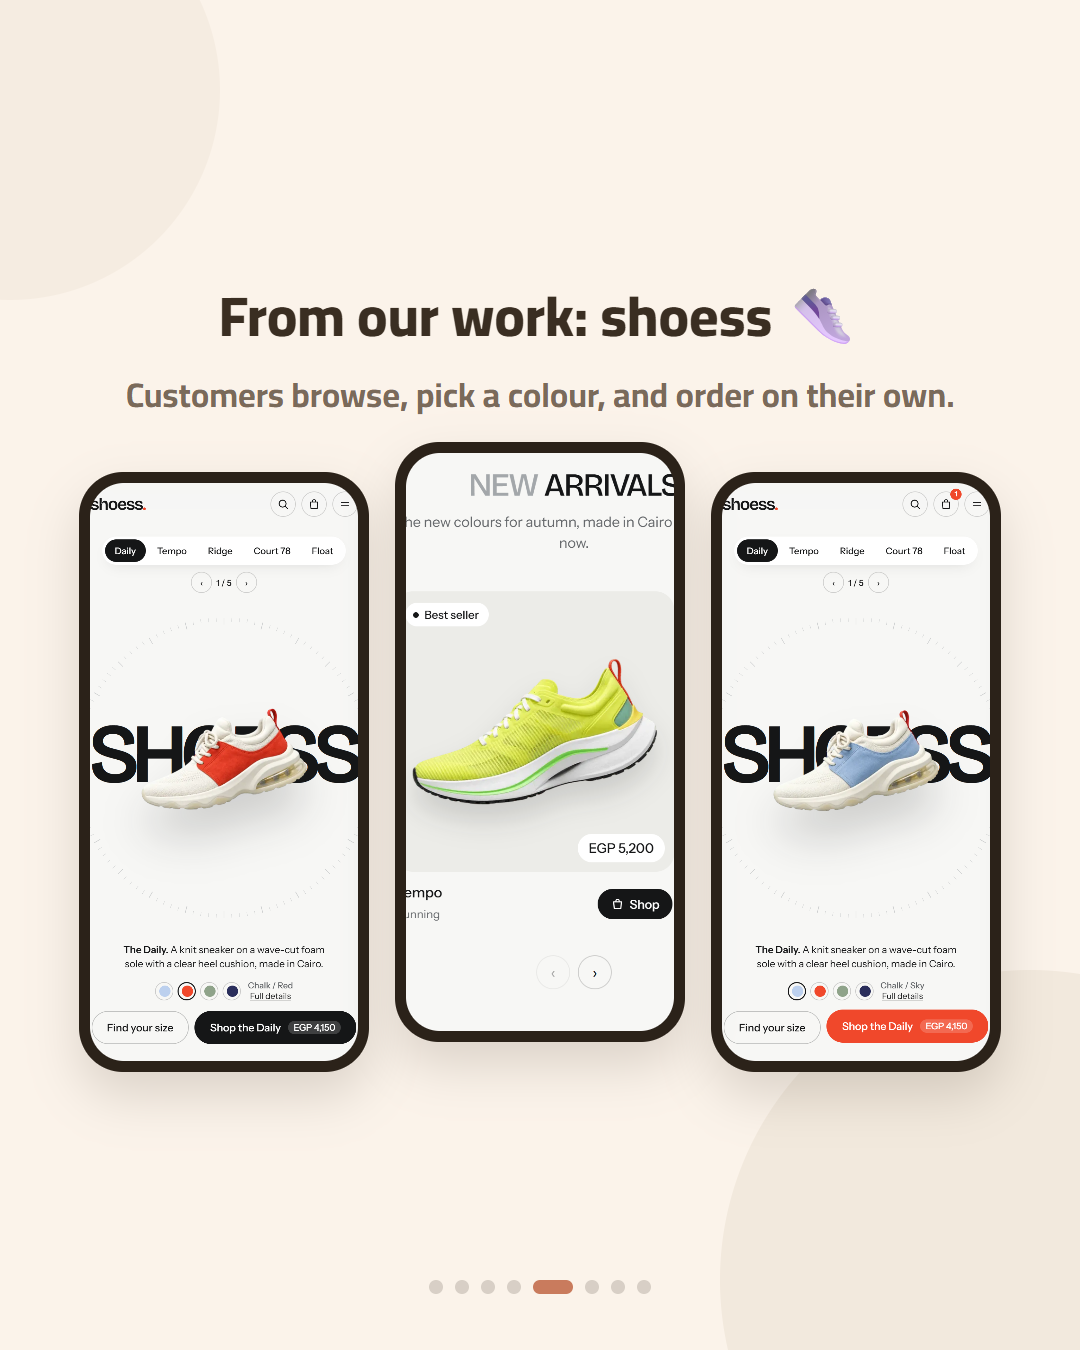 From our work: shoess
Customers browse, pick a colour, and order on their own.
shoess.
Daily
Tempo
Ridge
Court 78
Float
1 / 5
SHOESS
The Daily. A knit sneaker on a wave-cut foam
sole with a clear heel cushion, made in Cairo.
Chalk / Red
Full details
Find your size
Shop the Daily EGP 4,150
NEW ARRIVALS
he new colours for autumn, made in Cairo
now.
Best seller
EGP 5,200
empo
unning
Shop
shoess.
1
Daily
Tempo
Ridge
Court 78
Float
1 / 5
SHOESS
The Daily. A knit sneaker on a wave-cut foam
sole with a clear heel cushion, made in Cairo.
Chalk / Sky
Full details
Find your size
Shop the Daily EGP 4,150